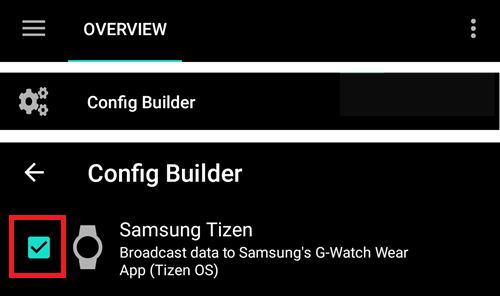 OVERVIEW
Config Builder
Config Builder
Samsung Tizen
Broadcast data to Samsung's G-Watch Wear
App (Tizen OS)